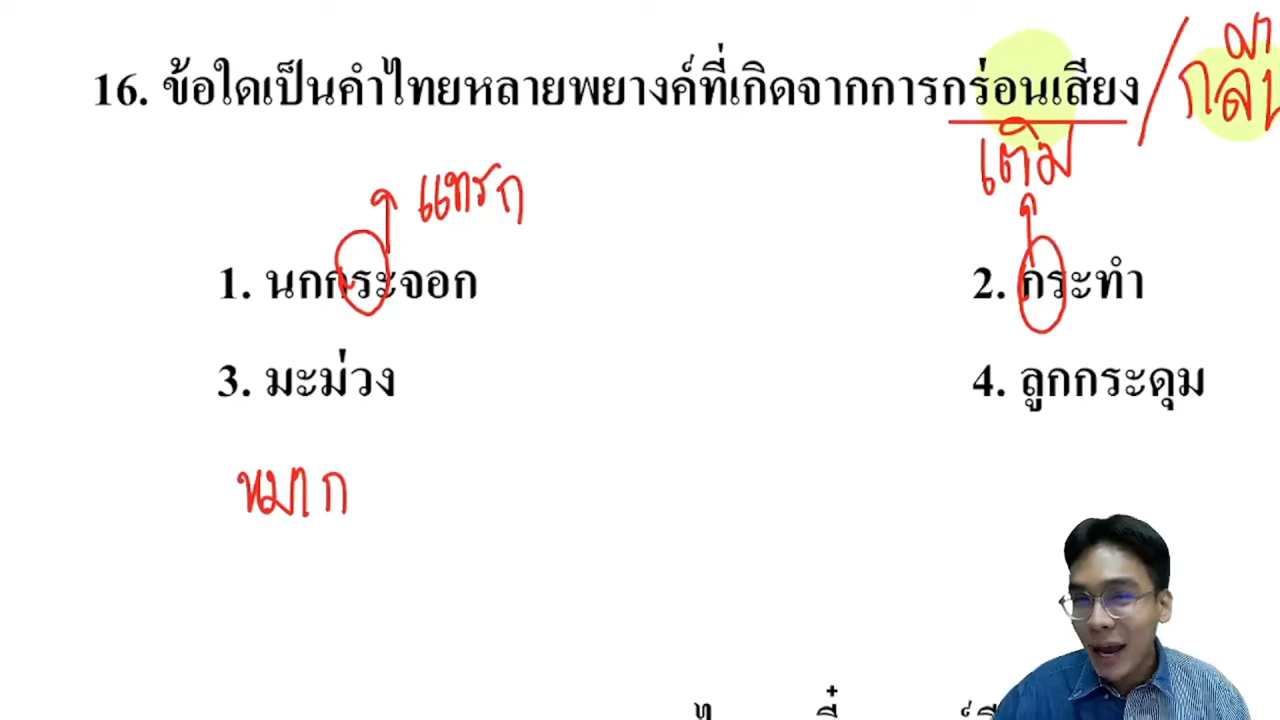 16. ข้อใดเป็นคำไทยหลายพยางค์ที่เกิดจากการกร่อนเสียง /
เติม
แทรก
1. นกกระจอก
2. กระทำ
3. มะม่วง
4. ลูกกระดุม
หมาก